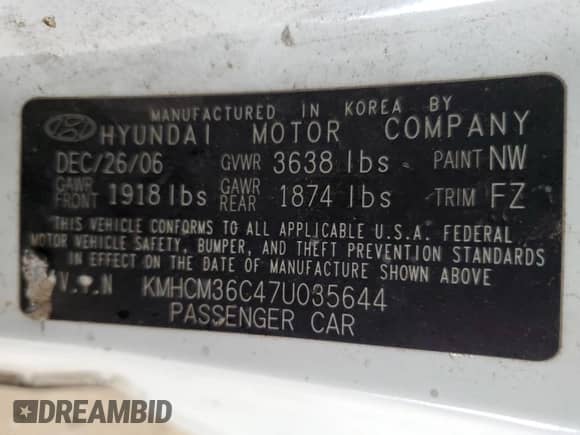 MANUFACTURED IN KOREA BY
HYUNDAI MOTOR COMPANY
DEC/26/06 GVWR 3638 lbs PAINT NW
GAWR FRONT 1918 lbs GAWR REAR 1874 lbs TRIM FZ
THIS VEHICLE CONFORMS TO ALL APPLICABLE U.S.A. FEDERAL
MOTOR VEHICLE SAFETY, BUMPER, AND THEFT PREVENTION STANDARDS
IN EFFECT ON THE DATE OF MANUFACTURE SHOWN ABOVE
V. .N KMHCM36C47U035644
PASSENGER CAR
DREAMBID